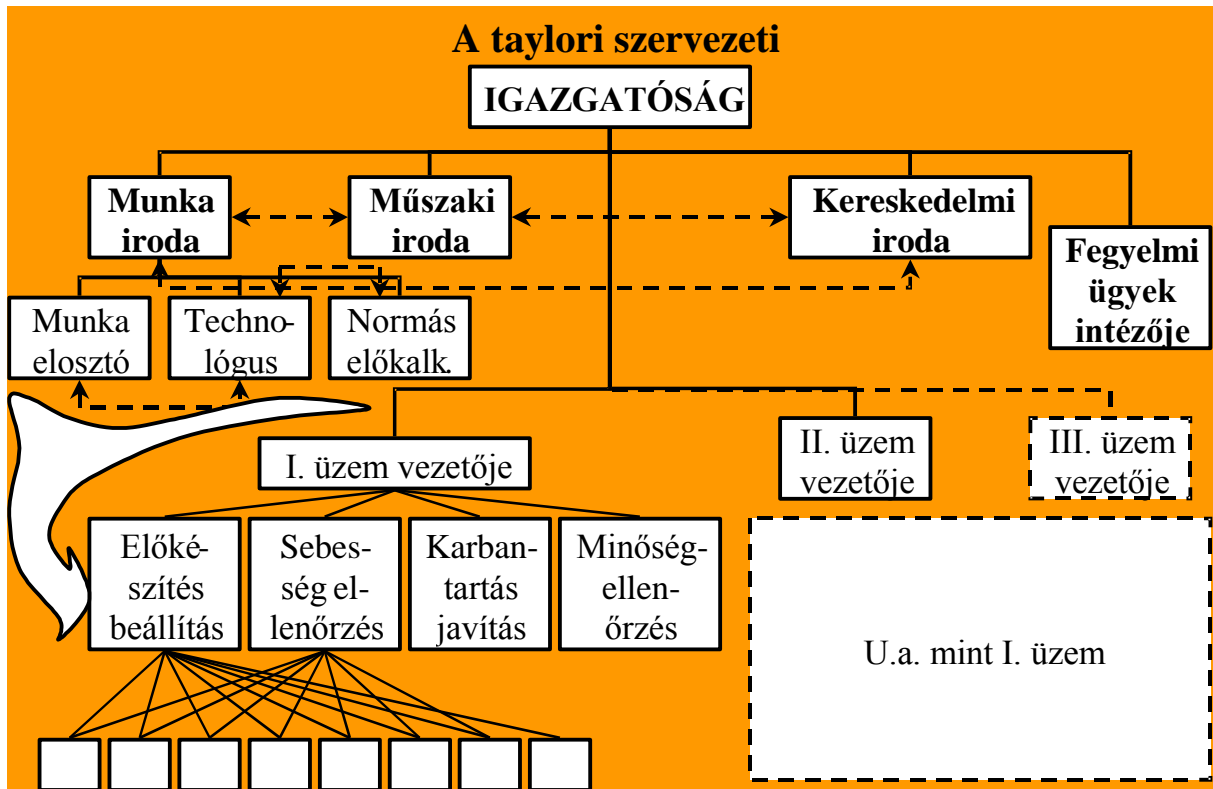 A taylori szervezeti
IGAZGATÓSÁG
Munka
iroda
Műszaki
iroda
Kereskedelmi
iroda
Fegyelmi
ügyek
intézője
Munka
elosztó
Techno-
lógus
Normás
előkalk.
I. üzem vezetője
II. üzem
vezetője
III. üzem
vezetője
Előké-
szítés
beállítás
Sebes-
ség el-
lenőrzés
Karban-
tartás
javítás
Minőség-
ellen-
őrzés
U.a. mint I. üzem